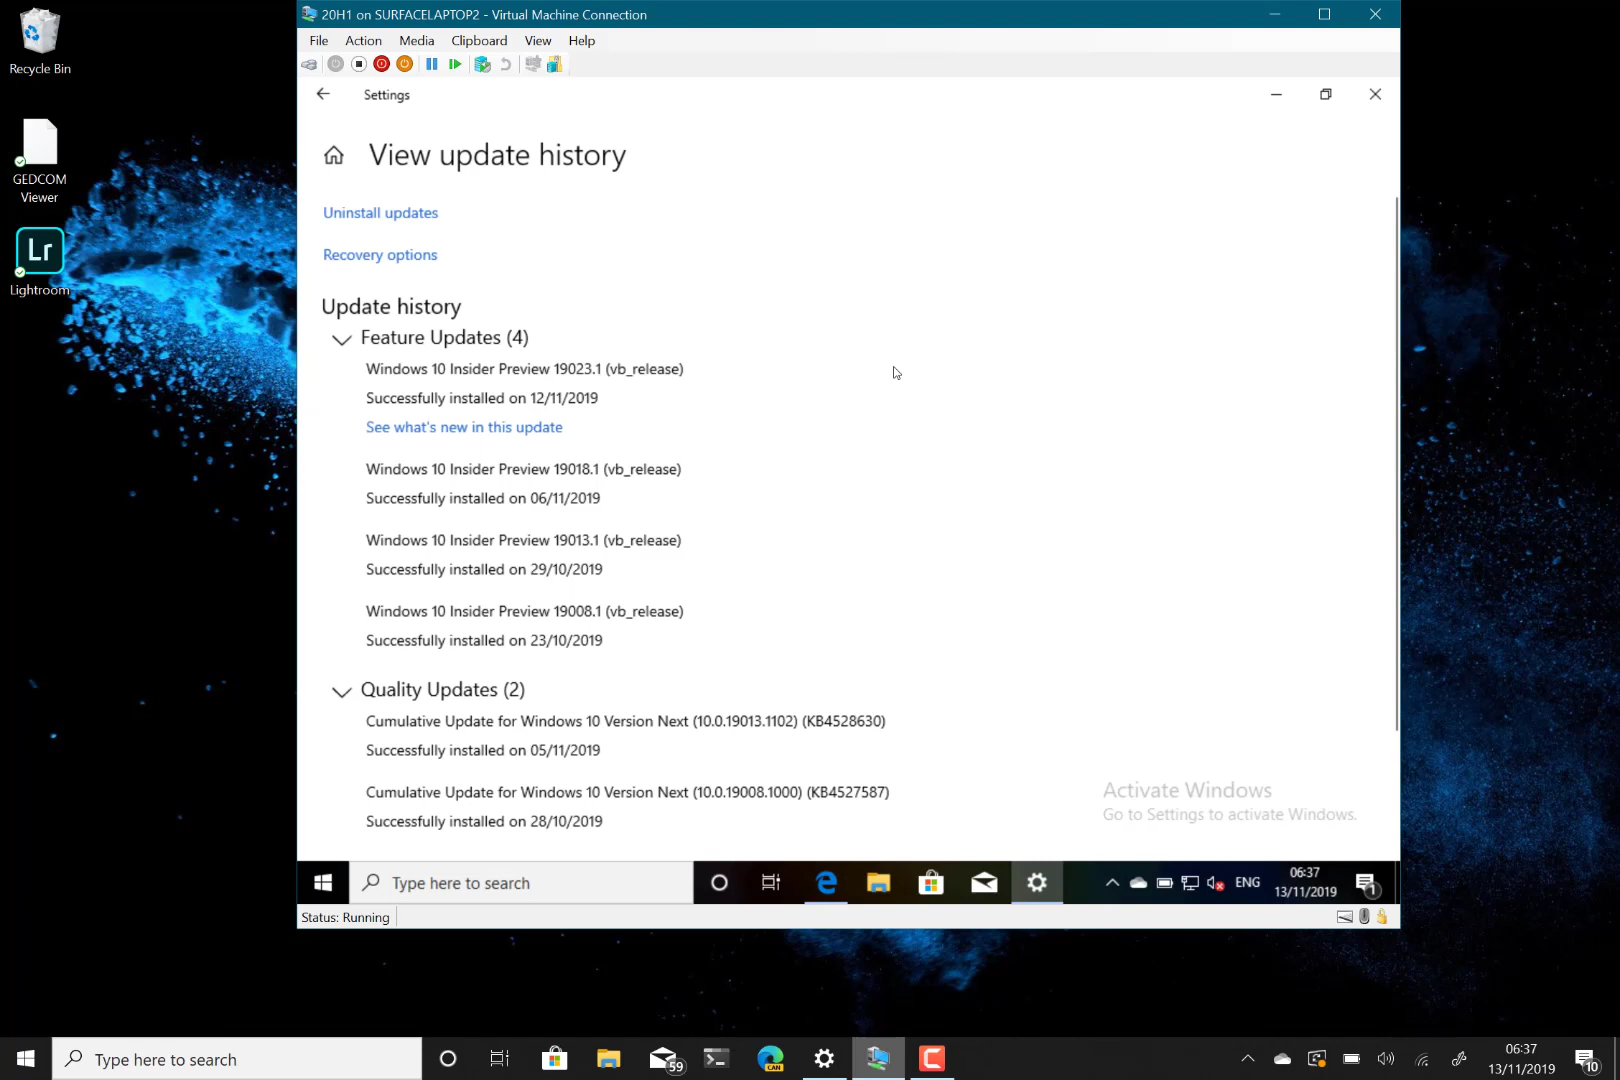 Recycle Bin
GEDCOM
Viewer
Lr
Lightroom
20H1 on SURFACELAPTOP2 - Virtual Machine Connection
File Action Media Clipboard View Help
Settings
View update history
Uninstall updates
Recovery options
Update history
Feature Updates (4)
Windows 10 Insider Preview 19023.1 (vb_release)
Successfully installed on 12/11/2019
See what's new in this update
Windows 10 Insider Preview 19018.1 (vb_release)
Successfully installed on 06/11/2019
Windows 10 Insider Preview 19013.1 (vb_release)
Successfully installed on 29/10/2019
Windows 10 Insider Preview 19008.1 (vb_release)
Successfully installed on 23/10/2019
Quality Updates (2)
Cumulative Update for Windows 10 Version Next (10.0.19013.1102) (KB4528630)
Successfully installed on 05/11/2019
Cumulative Update for Windows 10 Version Next (10.0.19008.1000) (KB4527587)
Successfully installed on 28/10/2019
Activate Windows
Go to Settings to activate Windows.
Type here to search
ENG
06:37
13/11/2019
1
Status: Running
Type here to search
59
CAN
06:37
13/11/2019
10